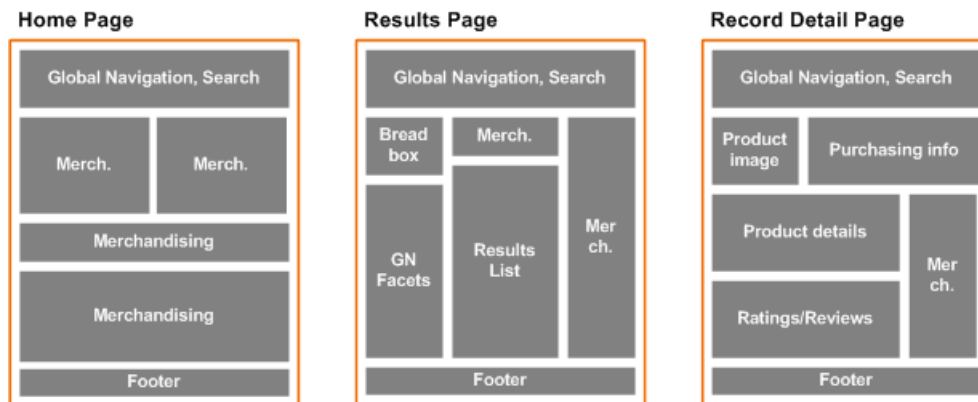 Home Page
Global Navigation, Search
Merch.
Merch.
Merchandising
Merchandising
Footer
Results Page
Global Navigation, Search
Bread
box
Merch.
Mer
ch.
GN
Facets
Results
List
Footer
Record Detail Page
Global Navigation, Search
Product
image
Purchasing info
Product details
Mer
ch.
Ratings/Reviews
Footer